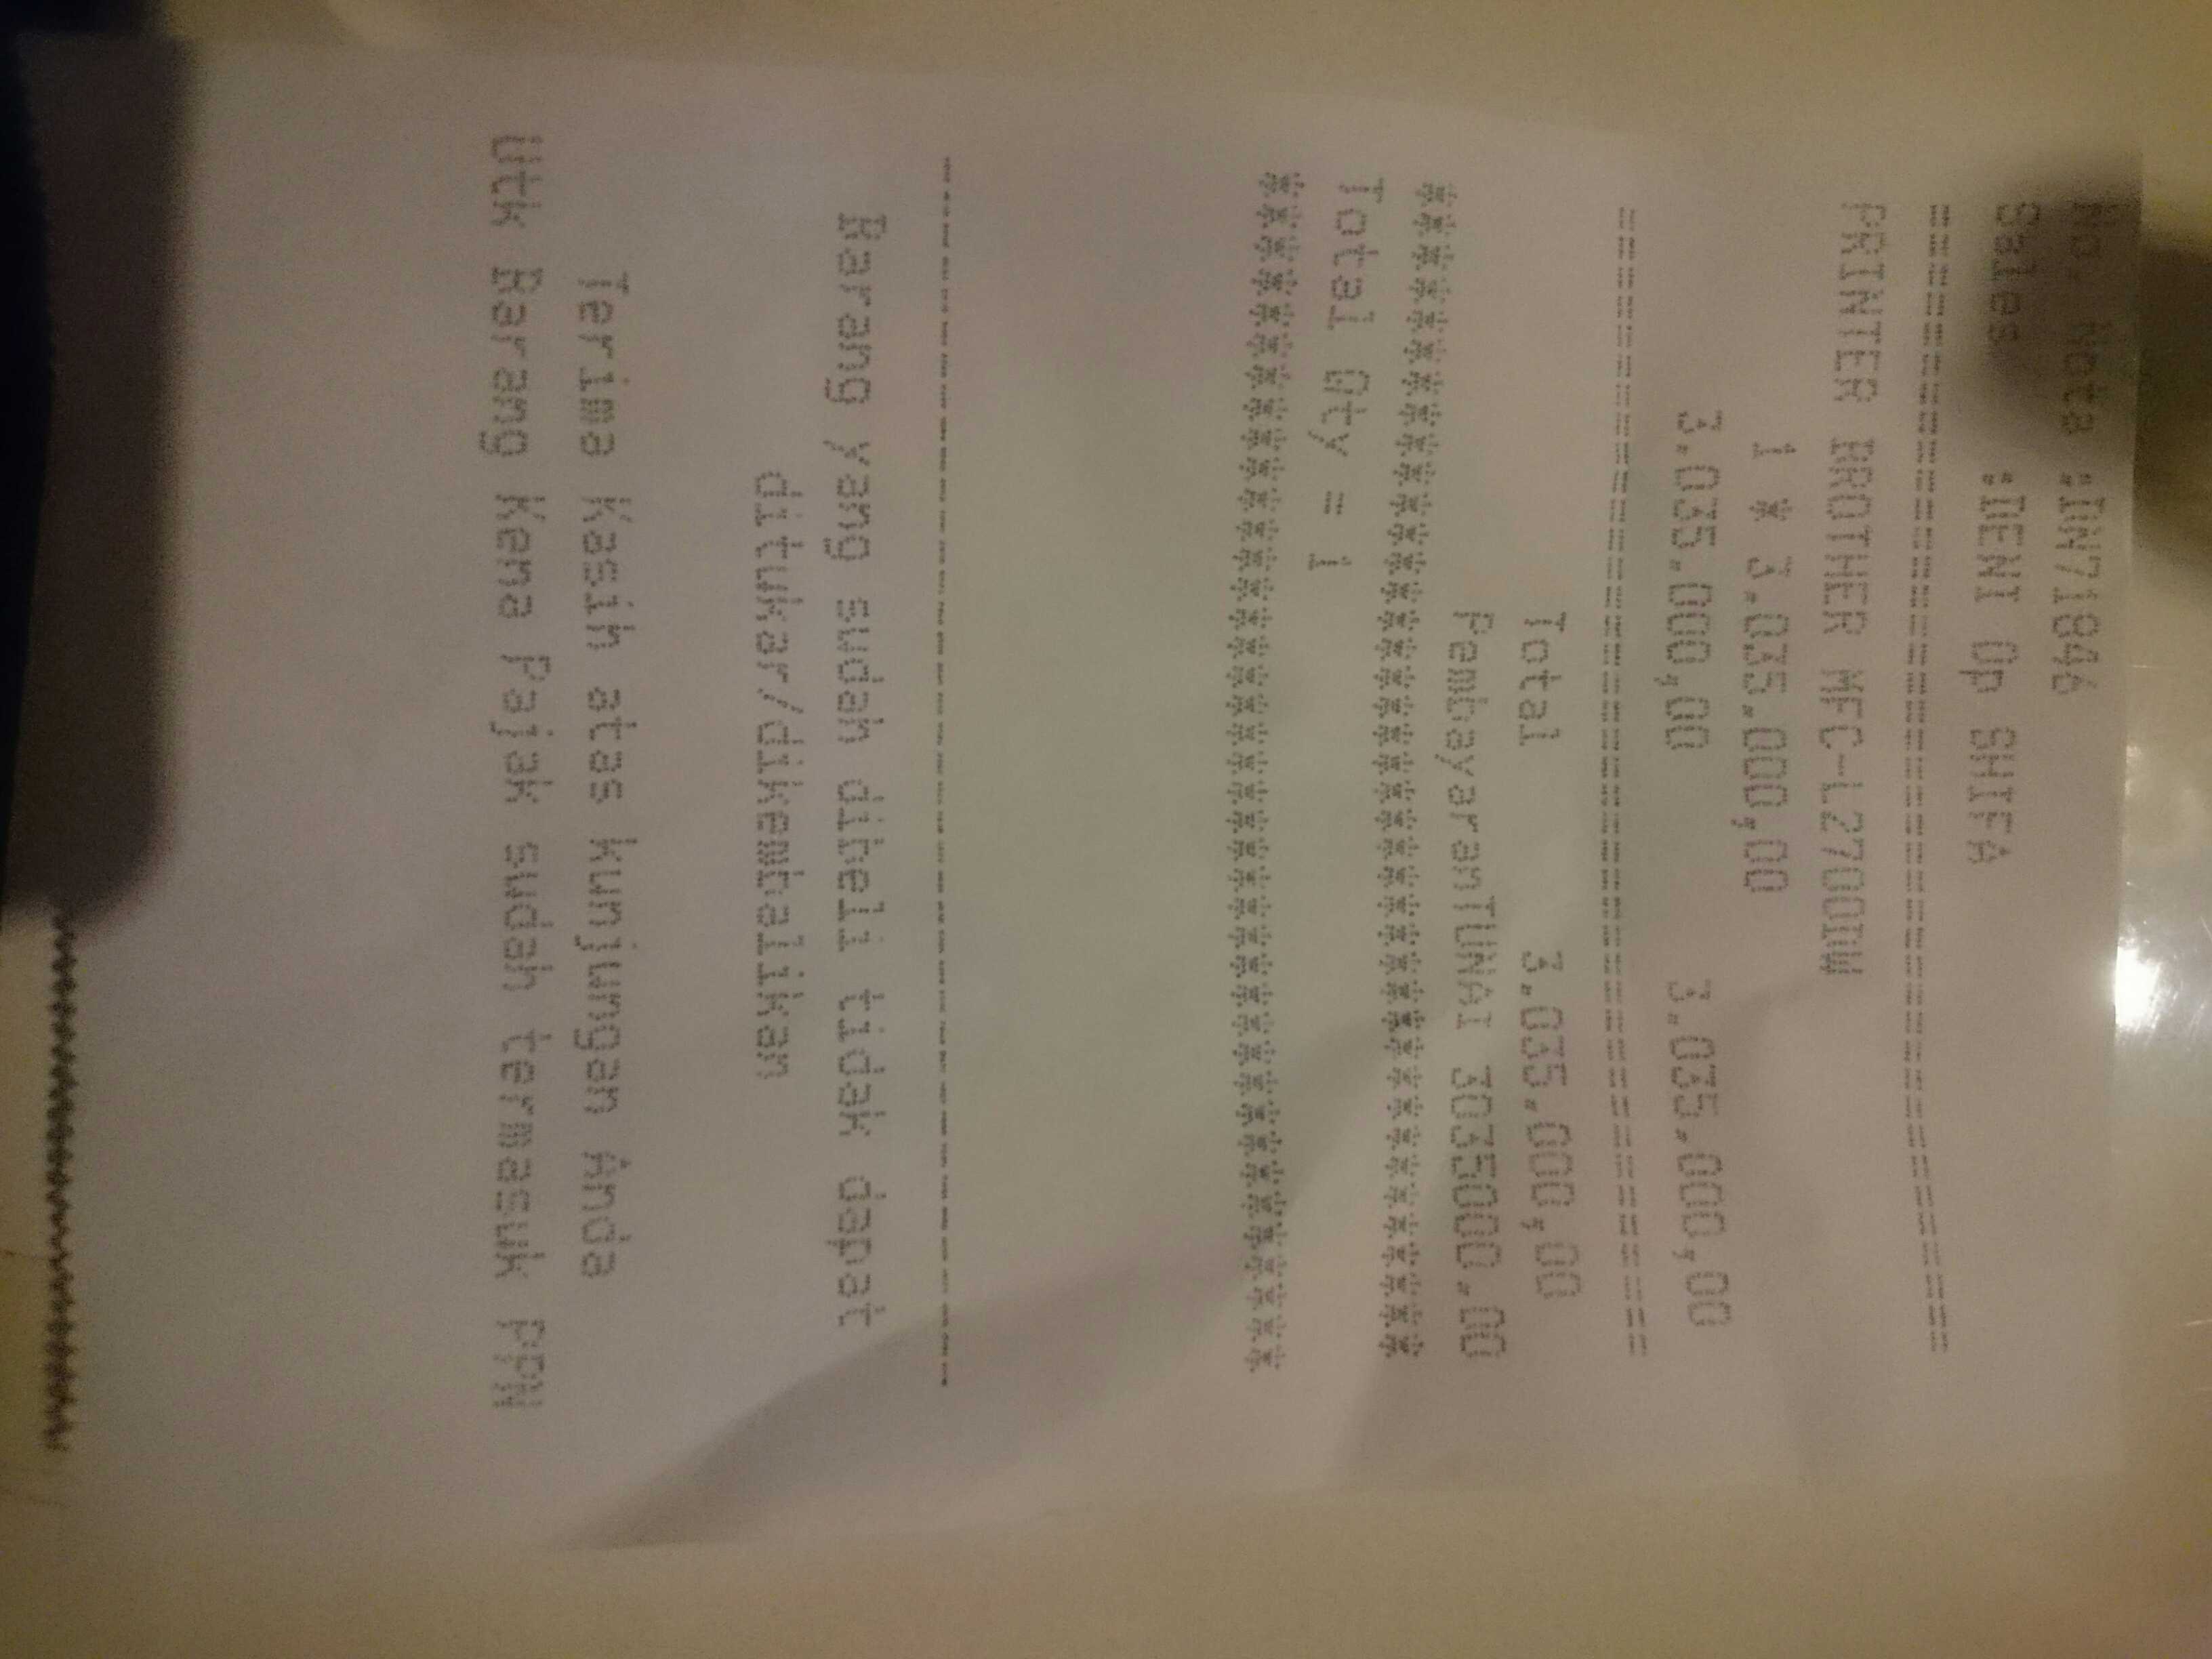 No. Nota :IN71846
Sales :DENI Op SHIFA
========================================
PRINTER BROTHER MFC-L2700DW
1 * 3.035.000,00
3.035.000,00 3.035.000,00
========================================
Total 3.035.000,00
PembayaranTUNAI 3035000.00
****************************************
Total Qty = 1
****************************************
----------------------------------------
Barang yang sudah dibeli tidak dapat
ditukar/dikembalikan
Terima Kasih atas kunjungan Anda
Utk Barang Kena Pajak sudah termasuk PPN